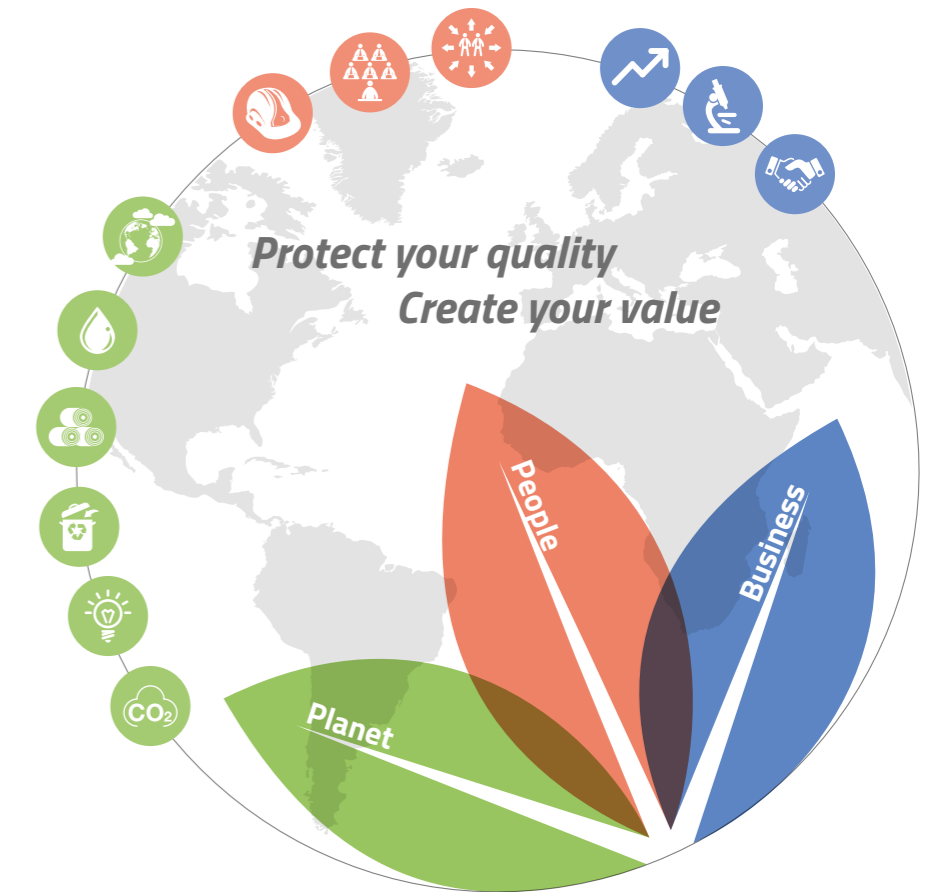 Protect your quality
Create your value
People
Business
Planet
CO₂